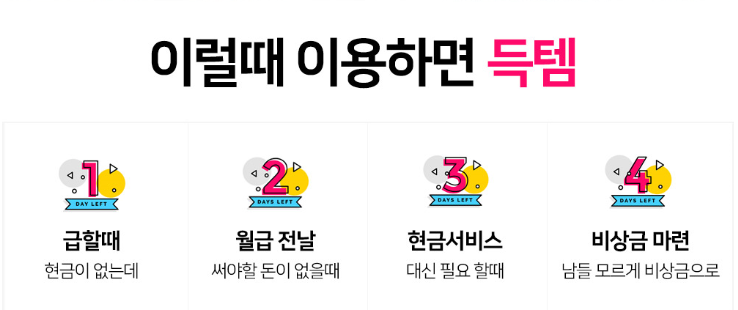 이럴때 이용하면 득템
1
DAY LEFT
급할때
현금이 없는데
2
DAYS LEFT
월급 전날
써야할 돈이 없을때
3
DAYS LEFT
현금서비스
대신 필요 할때
4
DAYS LEFT
비상금 마련
남들 모르게 비상금으로